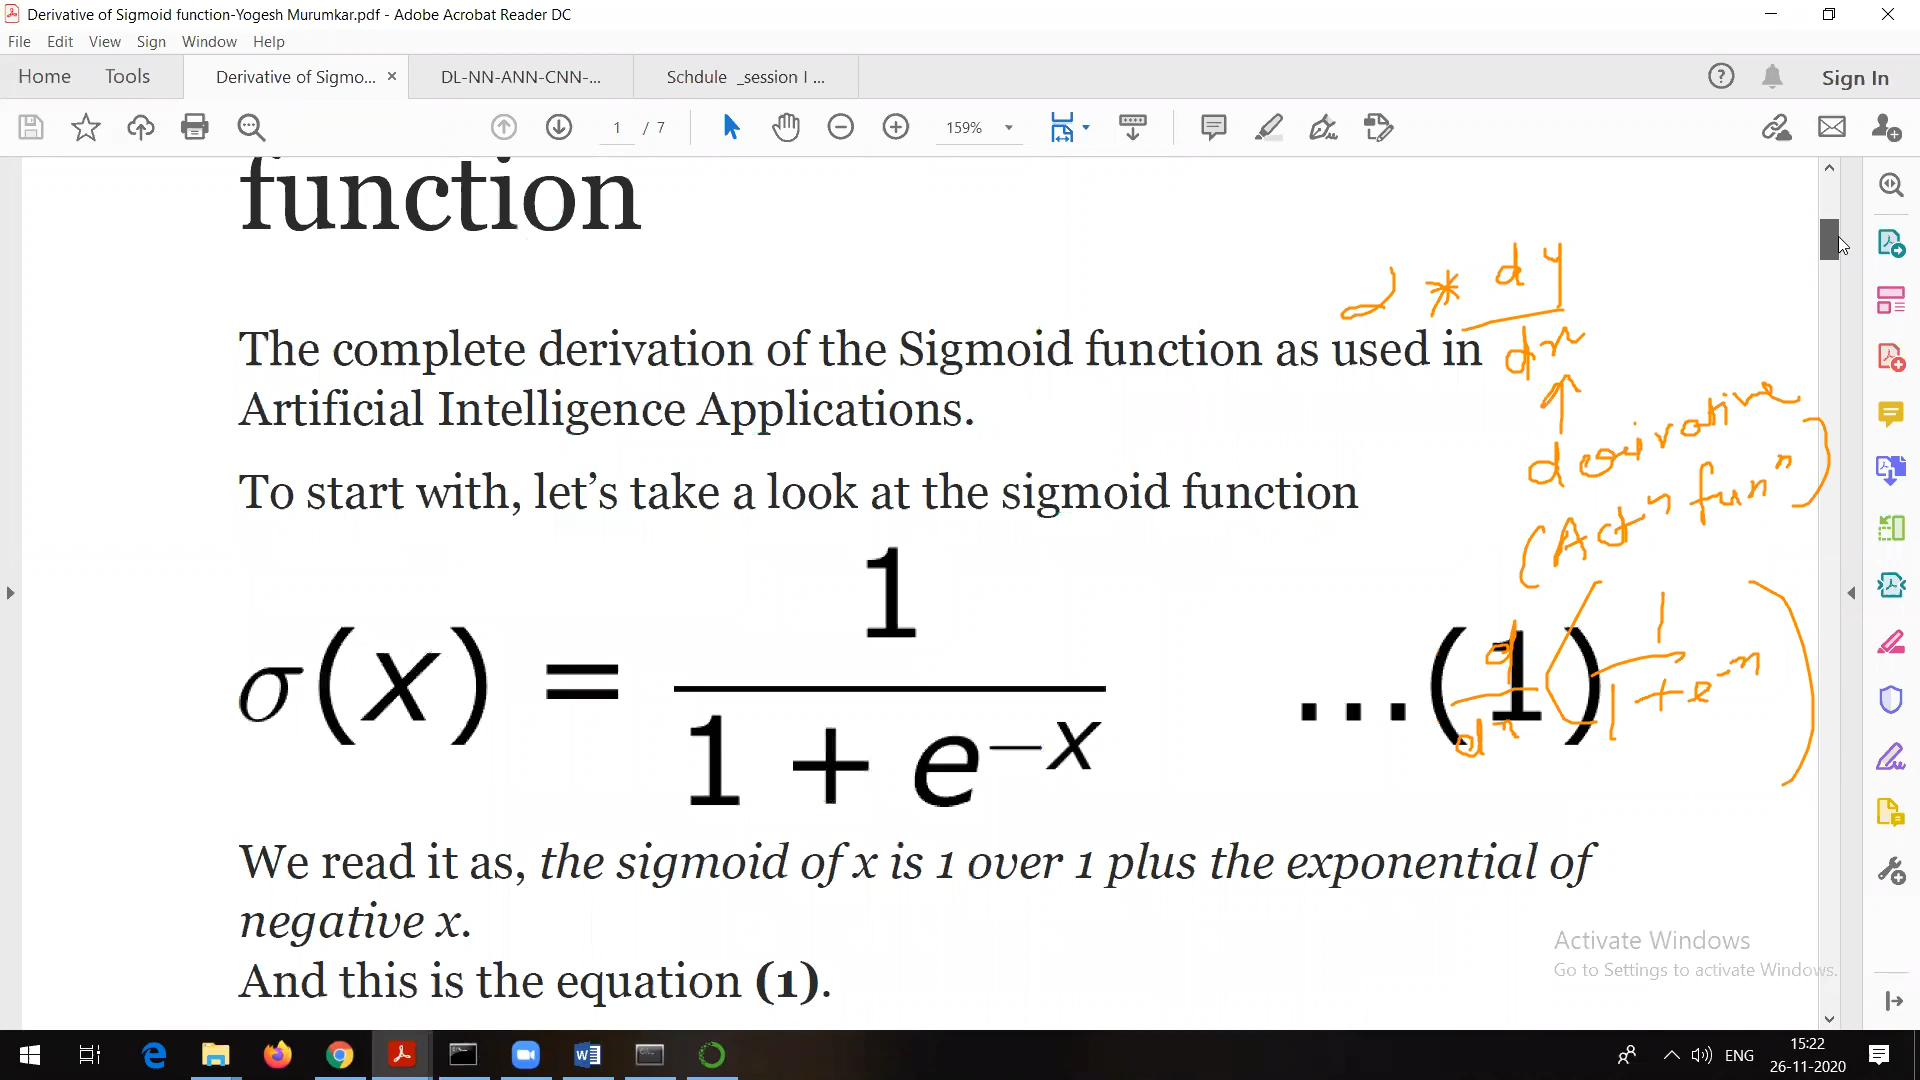 Derivative of Sigmoid function-Yogesh Murumkar.pdf - Adobe Acrobat Reader DC
File Edit View Sign Window Help
Home Tools Derivative of Sigmo... × DL-NN-ANN-CNN-... Schdule _session I ... Sign In
1 / 7 159%
function
* dy
dx
The complete derivation of the Sigmoid function as used in
Artificial Intelligence Applications.
derivative
(Actⁿ funⁿ)
To start with, let’s take a look at the sigmoid function
σ(x) = 1 / (1 + e^−x) ...(1)
d/dx (1 / (1 + e^-x))
We read it as, the sigmoid of x is 1 over 1 plus the exponential of
negative x.
And this is the equation (1).
Activate Windows
Go to Settings to activate Windows.
ENG
15:22
26-11-2020